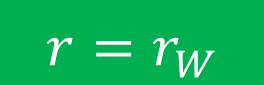 r = r_W